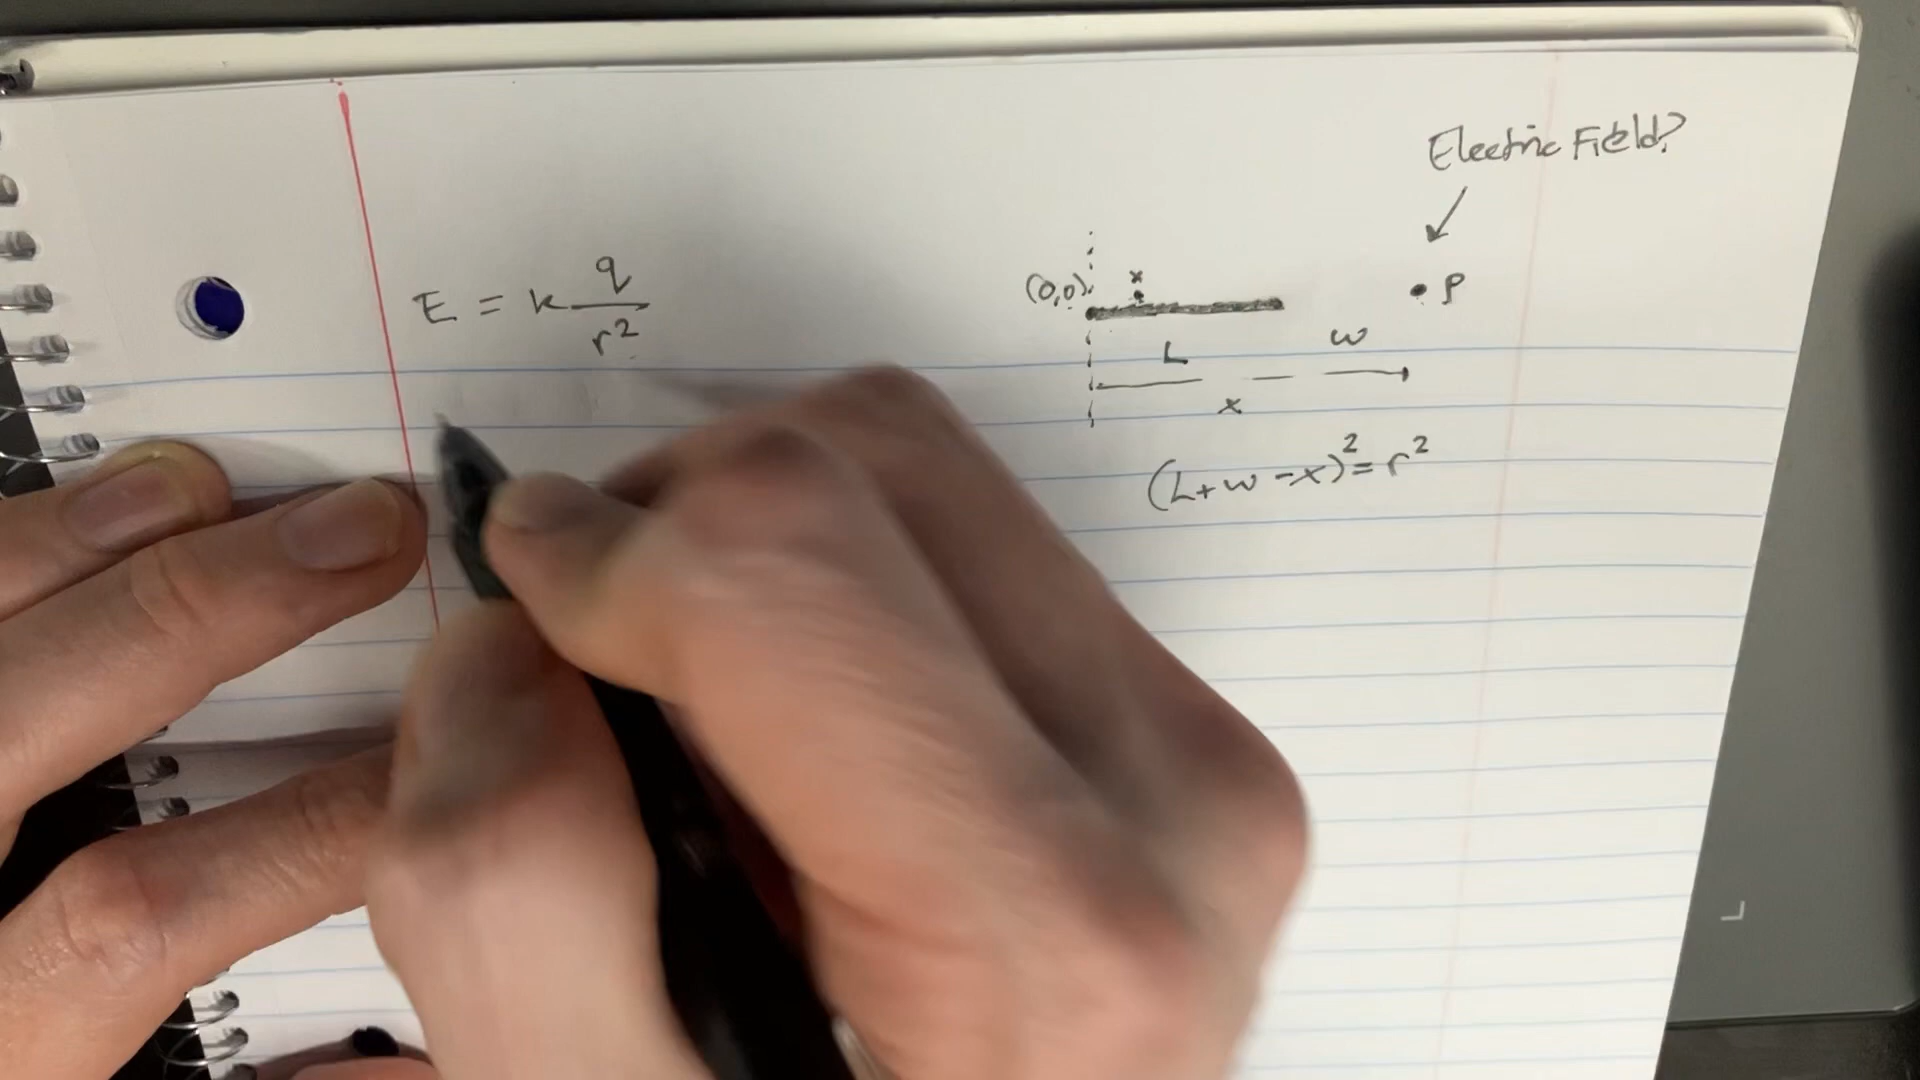 Electric Field?
E = k q/r²
(0,0)
x
P
L
w
x
(L+w-x)²=r²